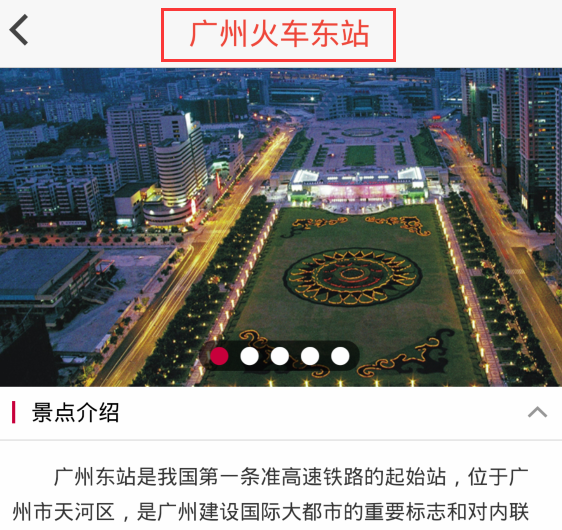 广州火车东站
景点介绍
广州东站是我国第一条准高速铁路的起始站，位于广
州市天河区，是广州建设国际大都市的重要标志和对内联